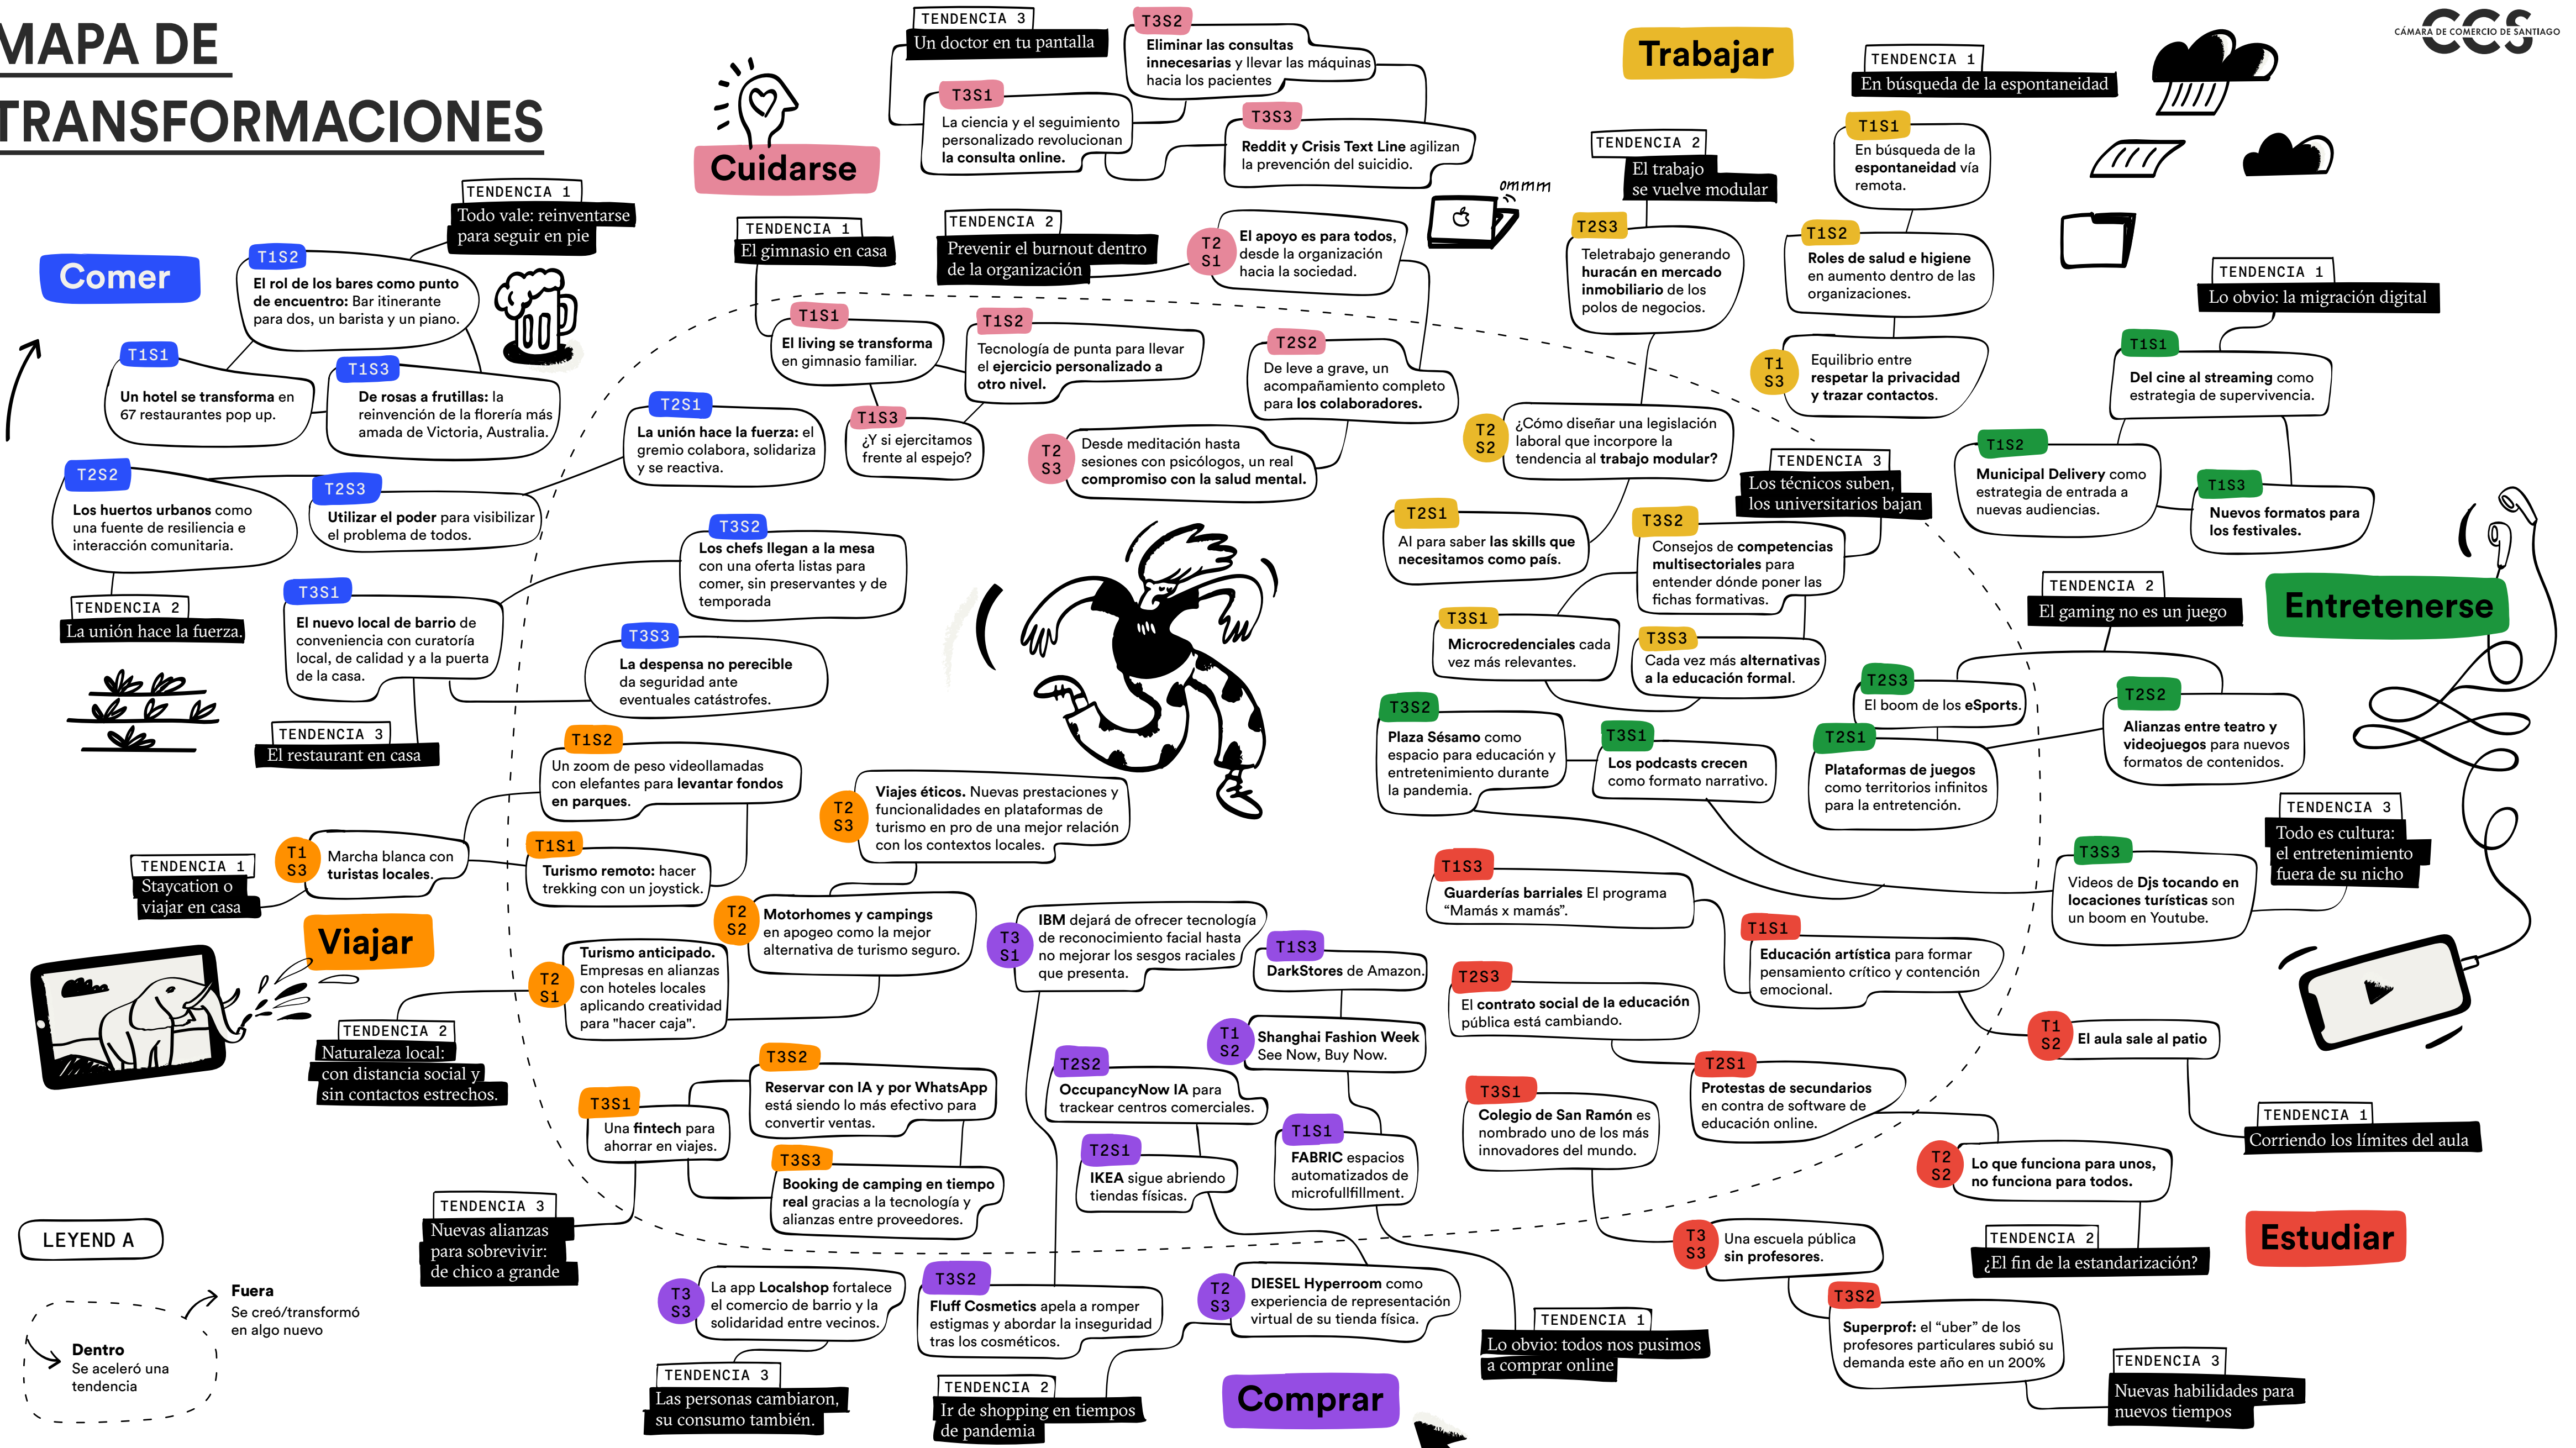 MAPA DE
TRANSFORMACIONES
CCS
CÁMARA DE COMERCIO DE SANTIAGO
Comer
TENDENCIA 1
Todo vale: reinventarse
para seguir en pie
T1S2
El rol de los bares como punto
de encuentro: Bar itinerante
para dos, un barista y un piano.
T1S1
Un hotel se transforma en
67 restaurantes pop up.
T1S3
De rosas a frutillas: la
reinvención de la florería más
amada de Victoria, Australia.
T2S1
La unión hace la fuerza: el
gremio colabora, solidariza
y se reactiva.
T2S2
Los huertos urbanos como
una fuente de resiliencia e
interacción comunitaria.
T2S3
Utilizar el poder para visibilizar
el problema de todos.
TENDENCIA 2
La unión hace la fuerza.
T3S2
Los chefs llegan a la mesa
con una oferta listas para
comer, sin preservantes y de
temporada
T3S1
El nuevo local de barrio de
conveniencia con curatoría
local, de calidad y a la puerta
de la casa.
T3S3
La despensa no perecible
da seguridad ante
eventuales catástrofes.
TENDENCIA 3
El restaurant en casa
Cuidarse
TENDENCIA 3
Un doctor en tu pantalla
T3S2
Eliminar las consultas
innecesarias y llevar las máquinas
hacia los pacientes
T3S1
La ciencia y el seguimiento
personalizado revolucionan
la consulta online.
T3S3
Reddit y Crisis Text Line agilizan
la prevención del suicidio.
ommm
TENDENCIA 1
El gimnasio en casa
TENDENCIA 2
Prevenir el burnout dentro
de la organización
T2
S1
El apoyo es para todos,
desde la organización
hacia la sociedad.
T1S1
El living se transforma
en gimnasio familiar.
T1S2
Tecnología de punta para llevar
el ejercicio personalizado a
otro nivel.
T1S3
¿Y si ejercitamos
frente al espejo?
T2S2
De leve a grave, un
acompañamiento completo
para los colaboradores.
T2
S3
Desde meditación hasta
sesiones con psicólogos, un real
compromiso con la salud mental.
Trabajar
TENDENCIA 1
En búsqueda de la espontaneidad
T1S1
En búsqueda de la
espontaneidad vía
remota.
T1S2
Roles de salud e higiene
en aumento dentro de las
organizaciones.
T1
S3
Equilibrio entre
respetar la privacidad
y trazar contactos.
TENDENCIA 2
El trabajo
se vuelve modular
T2S3
Teletrabajo generando
huracán en mercado
inmobiliario de los
polos de negocios.
T2
S2
¿Cómo diseñar una legislación
laboral que incorpore la
tendencia al trabajo modular?
T2S1
AI para saber las skills que
necesitamos como país.
TENDENCIA 3
Los técnicos suben,
los universitarios bajan
T3S2
Consejos de competencias
multisectoriales para
entender dónde poner las
fichas formativas.
T3S1
Microcredenciales cada
vez más relevantes.
T3S3
Cada vez más alternativas
a la educación formal.
Entretenerse
TENDENCIA 1
Lo obvio: la migración digital
T1S1
Del cine al streaming como
estrategia de supervivencia.
T1S2
Municipal Delivery como
estrategia de entrada a
nuevas audiencias.
T1S3
Nuevos formatos para
los festivales.
TENDENCIA 2
El gaming no es un juego
T2S3
El boom de los eSports.
T2S2
Alianzas entre teatro y
videojuegos para nuevos
formatos de contenidos.
T2S1
Plataformas de juegos
como territorios infinitos
para la entretención.
T3S2
Plaza Sésamo como
espacio para educación y
entretenimiento durante
la pandemia.
T3S1
Los podcasts crecen
como formato narrativo.
TENDENCIA 3
Todo es cultura:
el entretenimiento
fuera de su nicho
T3S3
Videos de Djs tocando en
locaciones turísticas son
un boom en Youtube.
Viajar
T1S2
Un zoom de peso videollamadas
con elefantes para levantar fondos
en parques.
T1
S3
Marcha blanca con
turistas locales.
T1S1
Turismo remoto: hacer
trekking con un joystick.
TENDENCIA 1
Staycation o
viajar en casa
T2
S3
Viajes éticos. Nuevas prestaciones y
funcionalidades en plataformas de
turismo en pro de una mejor relación
con los contextos locales.
T2
S2
Motorhomes y campings
en apogeo como la mejor
alternativa de turismo seguro.
T2
S1
Turismo anticipado.
Empresas en alianzas
con hoteles locales
aplicando creatividad
para "hacer caja".
TENDENCIA 2
Naturaleza local:
con distancia social y
sin contactos estrechos.
T3S2
Reservar con IA y por WhatsApp
está siendo lo más efectivo para
convertir ventas.
T3S1
Una fintech para
ahorrar en viajes.
T3S3
Booking de camping en tiempo
real gracias a la tecnología y
alianzas entre proveedores.
TENDENCIA 3
Nuevas alianzas
para sobrevivir:
de chico a grande
Comprar
T3
S1
IBM dejará de ofrecer tecnología
de reconocimiento facial hasta
no mejorar los sesgos raciales
que presenta.
T1S3
DarkStores de Amazon.
T1
S2
Shanghai Fashion Week
See Now, Buy Now.
T2S2
OccupancyNow IA para
trackear centros comerciales.
T1S1
FABRIC espacios
automatizados de
microfullfillment.
T2S1
IKEA sigue abriendo
tiendas físicas.
T3
S3
La app Localshop fortalece
el comercio de barrio y la
solidaridad entre vecinos.
T3S2
Fluff Cosmetics apela a romper
estigmas y abordar la inseguridad
tras los cosméticos.
T2
S3
DIESEL Hyperroom como
experiencia de representación
virtual de su tienda física.
TENDENCIA 1
Lo obvio: todos nos pusimos
a comprar online
TENDENCIA 3
Las personas cambiaron,
su consumo también.
TENDENCIA 2
Ir de shopping en tiempos
de pandemia
Estudiar
T1S3
Guarderías barriales El programa
“Mamás x mamás”.
T1S1
Educación artística para formar
pensamiento crítico y contención
emocional.
T1
S2
El aula sale al patio
TENDENCIA 1
Corriendo los límites del aula
T2S3
El contrato social de la educación
pública está cambiando.
T2S1
Protestas de secundarios
en contra de software de
educación online.
T2
S2
Lo que funciona para unos,
no funciona para todos.
TENDENCIA 2
¿El fin de la estandarización?
T3S1
Colegio de San Ramón es
nombrado uno de los más
innovadores del mundo.
T3
S3
Una escuela pública
sin profesores.
T3S2
Superprof: el “uber” de los
profesores particulares subió su
demanda este año en un 200%
TENDENCIA 3
Nuevas habilidades para
nuevos tiempos
LEYENDA
Fuera
Se creó/transformó
en algo nuevo
Dentro
Se aceleró una
tendencia